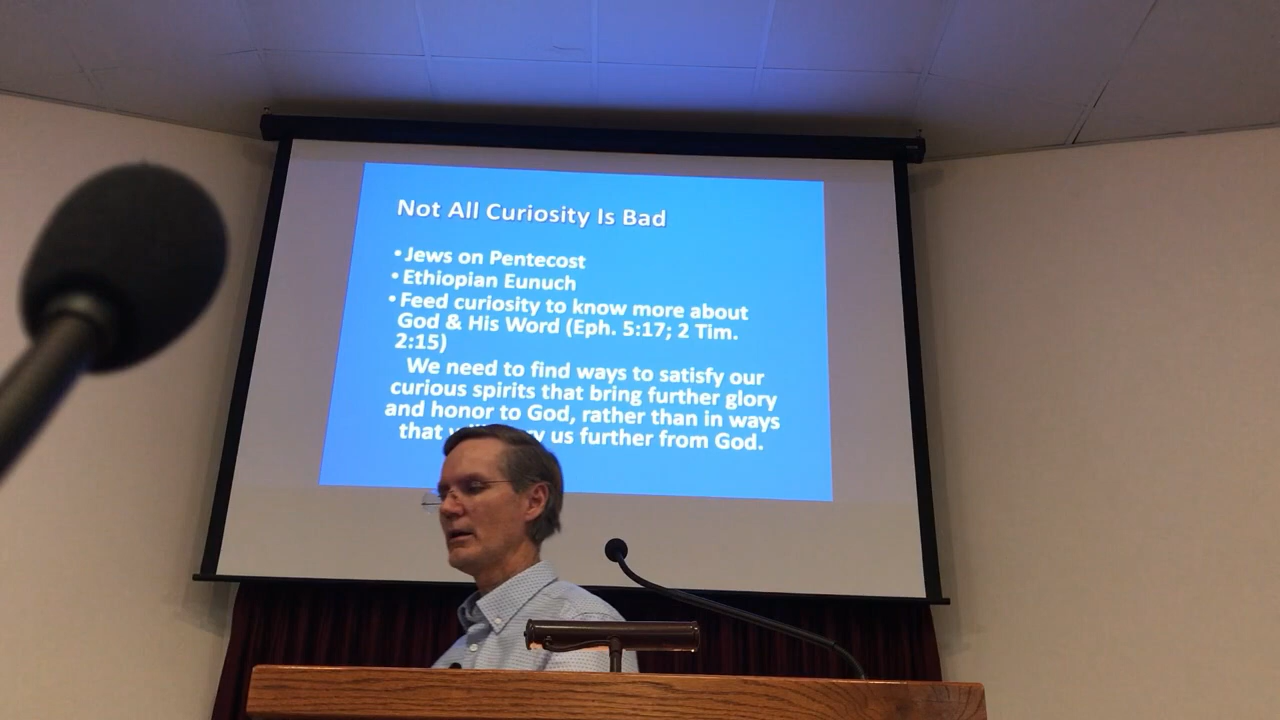 Not All Curiosity Is Bad
• Jews on Pentecost
• Ethiopian Eunuch
• Feed curiosity to know more about
God & His Word (Eph. 5:17; 2 Tim.
2:15)
We need to find ways to satisfy our
curious spirits that bring further glory
and honor to God, rather than in ways
that us further from God.